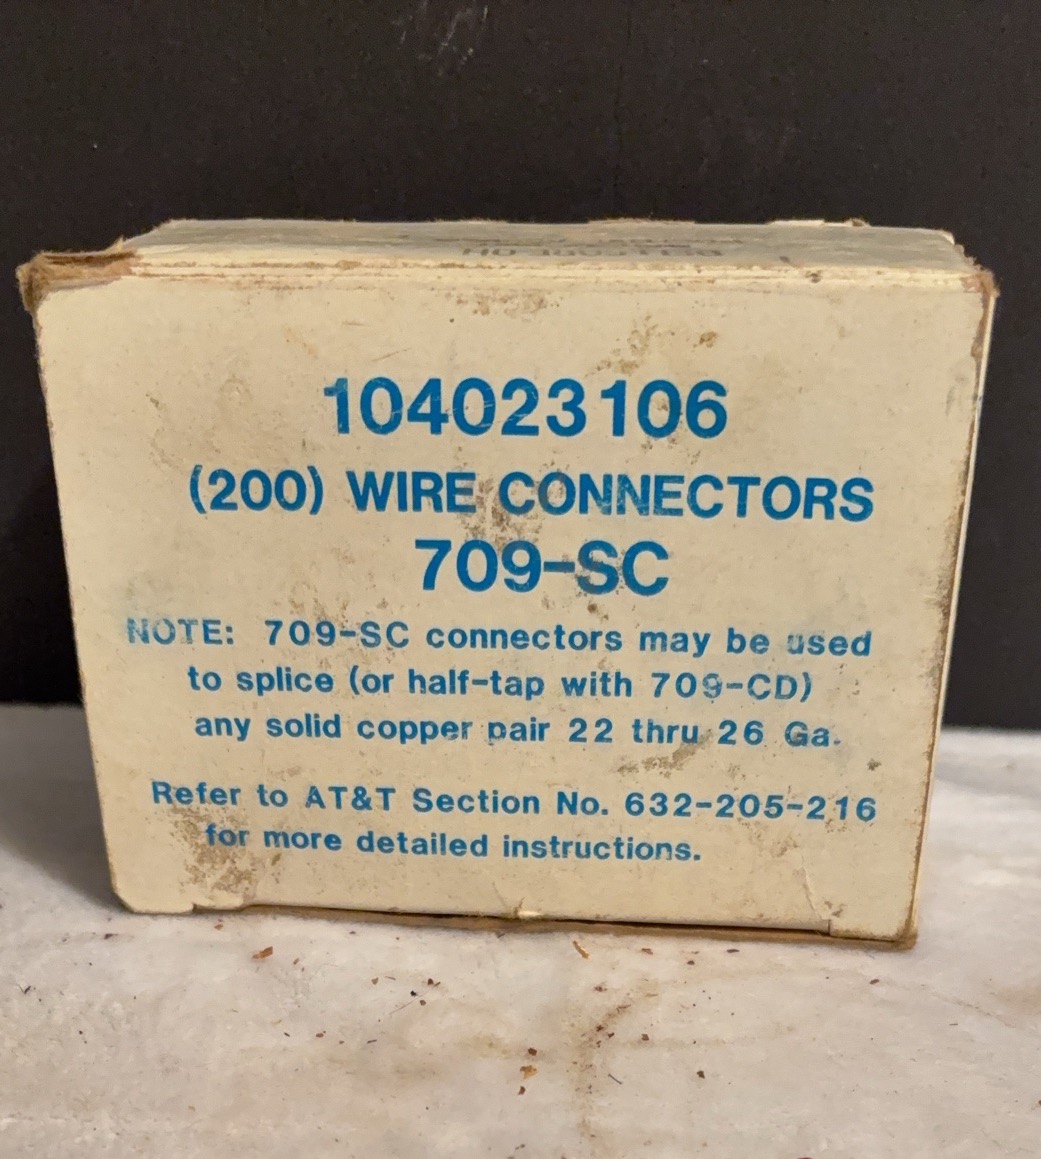 104023106
(200) WIRE CONNECTORS
709-SC
NOTE: 709-SC connectors may be used
to splice (or half-tap with 709-CD)
any solid copper pair 22 thru 26 Ga.
Refer to AT&T Section No. 632-205-216
for more detailed instructions.